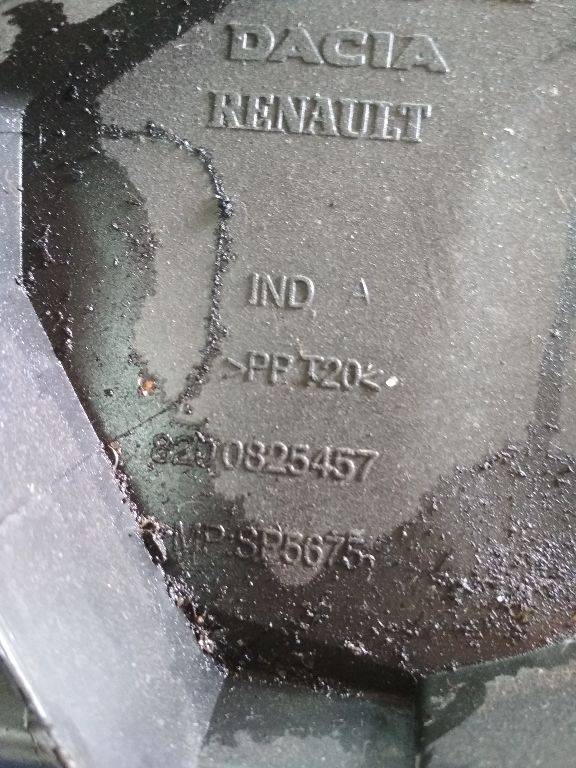 DACIA
RENAULT
IND A
>PP T20<
8200825457
MP SP5675